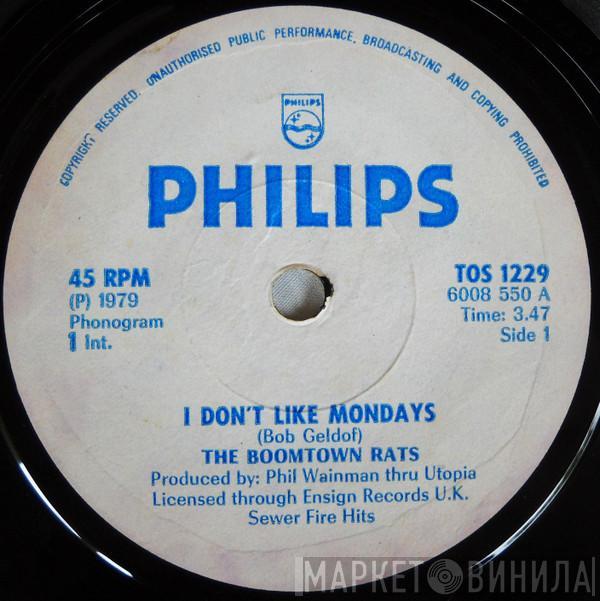 COPYRIGHT RESERVED. UNAUTHORISED PUBLIC PERFORMANCE, BROADCASTING AND COPYING PROHIBITED
PHILIPS
PHILIPS
45 RPM
(P) 1979
Phonogram
1 Int.
TOS 1229
6008 550 A
Time: 3.47
Side 1
I DON'T LIKE MONDAYS
(Bob Geldof)
THE BOOMTOWN RATS
Produced by: Phil Wainman thru Utopia
Licensed through Ensign Records U.K.
Sewer Fire Hits
МАРКЕТ ВИНИЛА